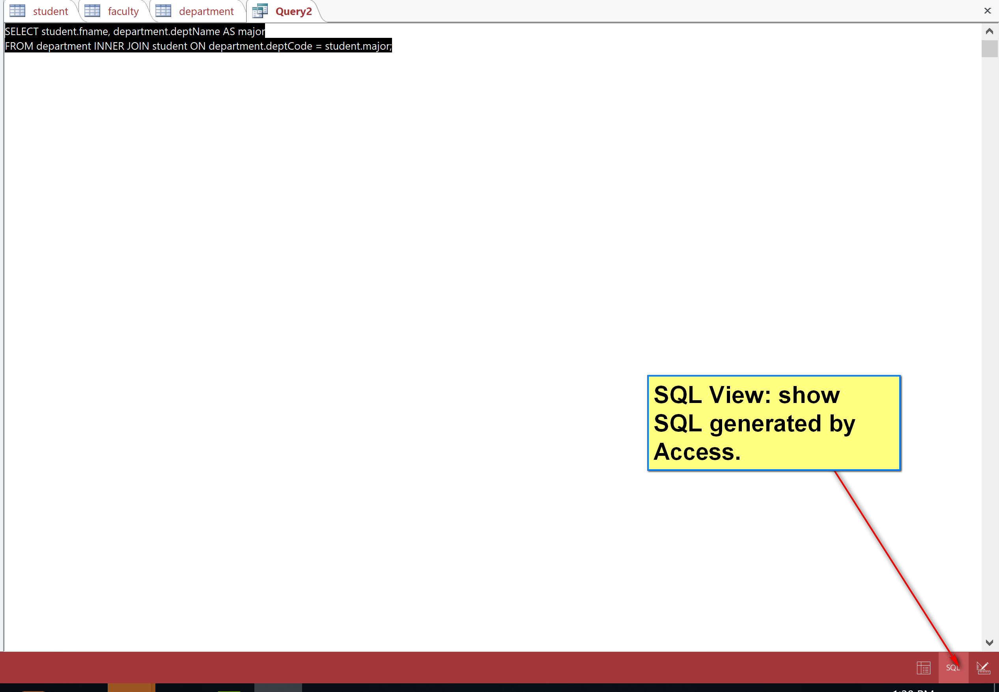 student faculty department Query2
SELECT student.fname, department.deptName AS major
FROM department INNER JOIN student ON department.deptCode = student.major;
SQL View: show
SQL generated by
Access.
SQL